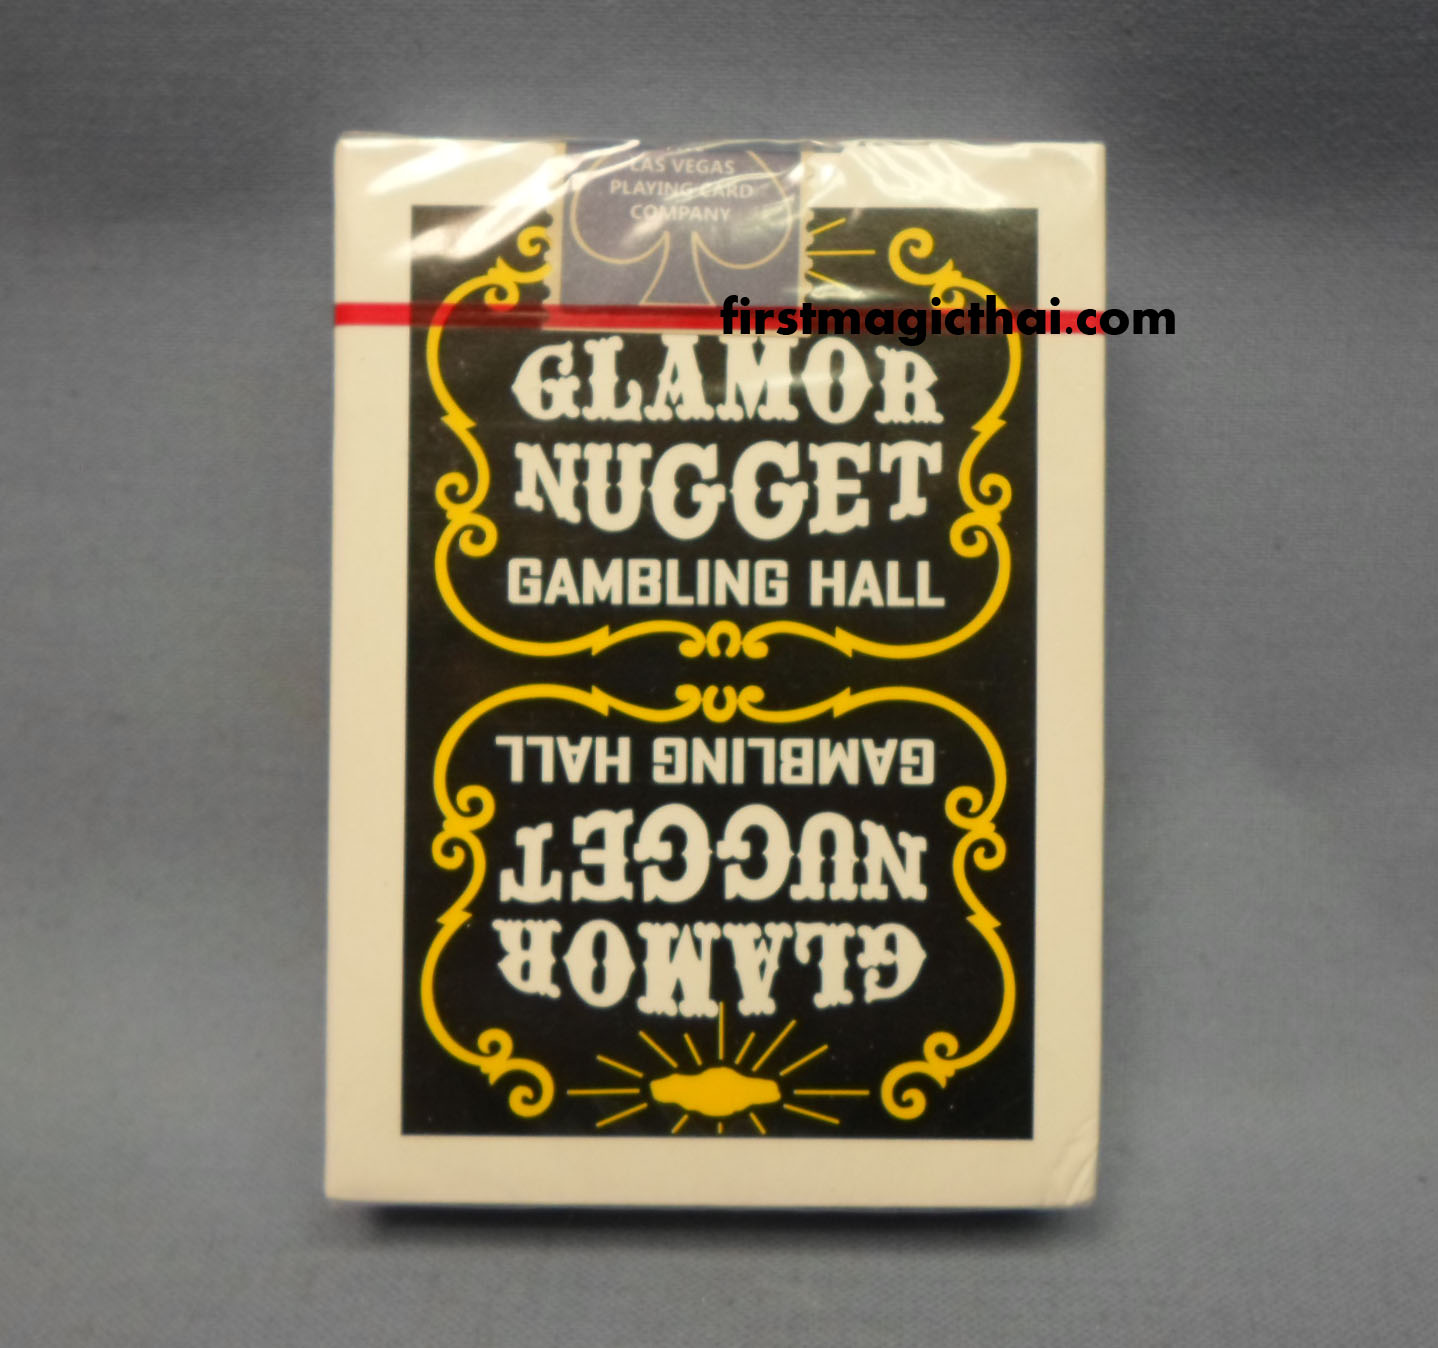 LAS VEGAS
PLAYING CARD
COMPANY
firstmagicthai.com
GLAMOR
NUGGET
GAMBLING HALL
GAMBLING HALL
NUGGET
GLAMOR